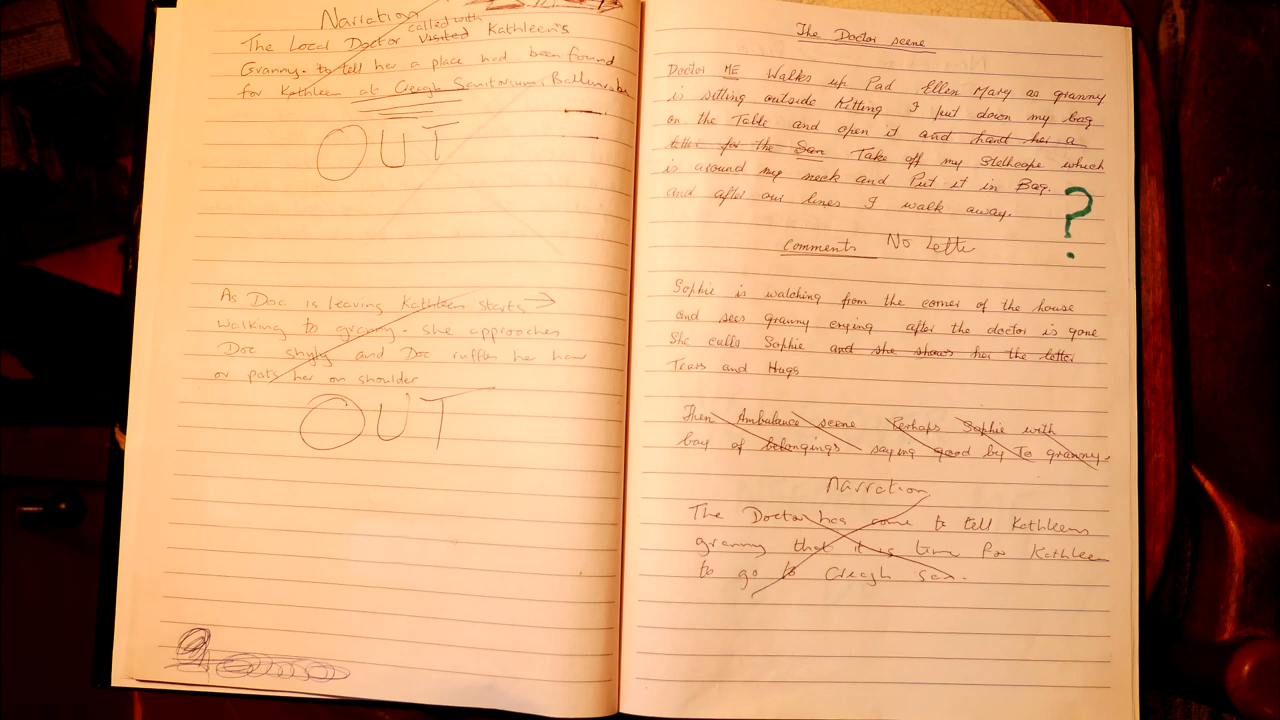 Narration
called with
The Local Doctor visited Kathleen's
Granny. to tell her a place had been found
for Kathleen at Creagh Sanitorium, Ballinasloe
OUT
As Doc is leaving Kathleen starts →
walking to granny. She approaches
Doc shyly and Doc ruffles her hair
or pats her on shoulder
OUT
The Doctor scene
Doctor ME Walks up Pad Ellen Mary as granny
is sitting outside Kitting I put down my bag
on the Table and open it and hand her a
letter for the San Take off my Stethcope which
is around my neck and Put it in Bag.
and after our lines I walk away.
?
Comments No Letter
Sophie is watching from the corner of the house
and sees granny crying after the doctor is gone
She calls Sophie and she shows her the letter
Tears and Hugs
Then Ambulance scene Perhaps Sophie with
bag of belongings saying good by To granny.
Narration
The Doctor has come to tell Kathleens
granny that it is time for Kathleen
to go to Creagh San.